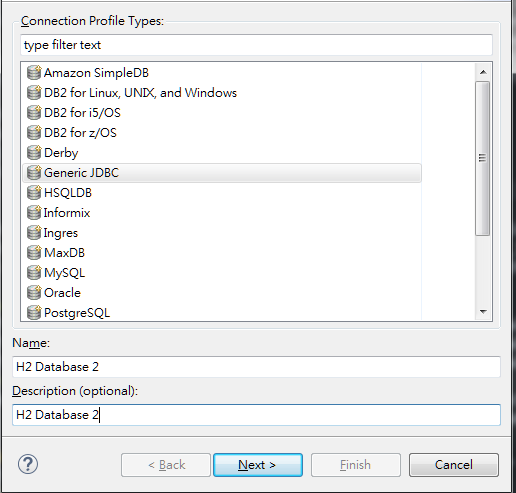 Connection Profile Types:
type filter text
Amazon SimpleDB
DB2 for Linux, UNIX, and Windows
DB2 for i5/OS
DB2 for z/OS
Derby
Generic JDBC
HSQLDB
Informix
Ingres
MaxDB
MySQL
Oracle
PostgreSQL
Name:
H2 Database 2
Description (optional):
H2 Database 2
?
< Back
Next >
Finish
Cancel